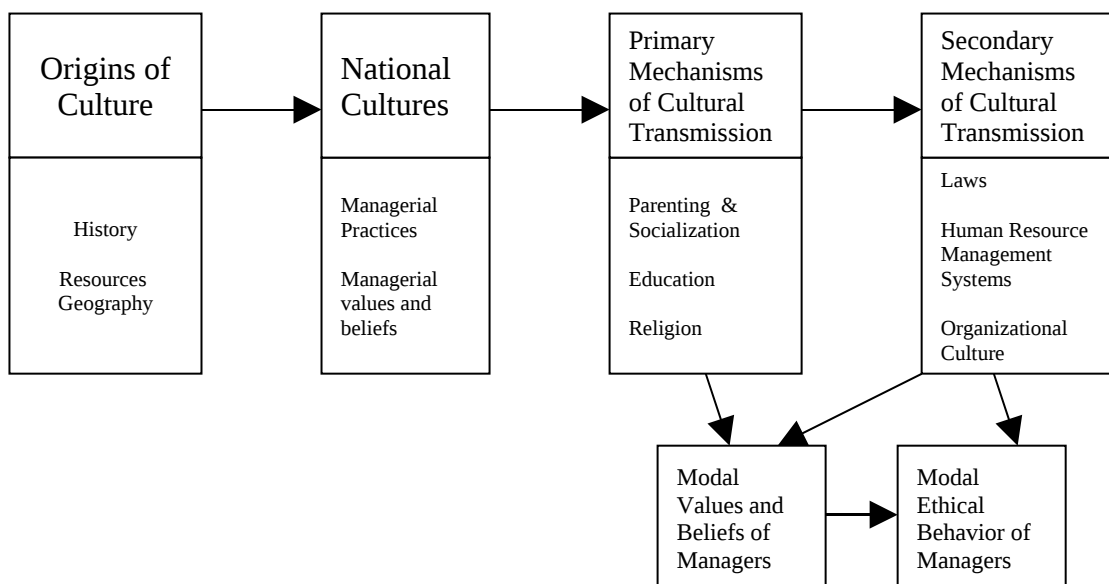 Origins of
Culture
History
Resources
Geography
National
Cultures
Managerial
Practices
Managerial
values and
beliefs
Primary
Mechanisms
of Cultural
Transmission
Parenting &
Socialization
Education
Religion
Secondary
Mechanisms
of Cultural
Transmission
Laws
Human Resource
Management
Systems
Organizational
Culture
Modal
Values and
Beliefs of
Managers
Modal
Ethical
Behavior of
Managers